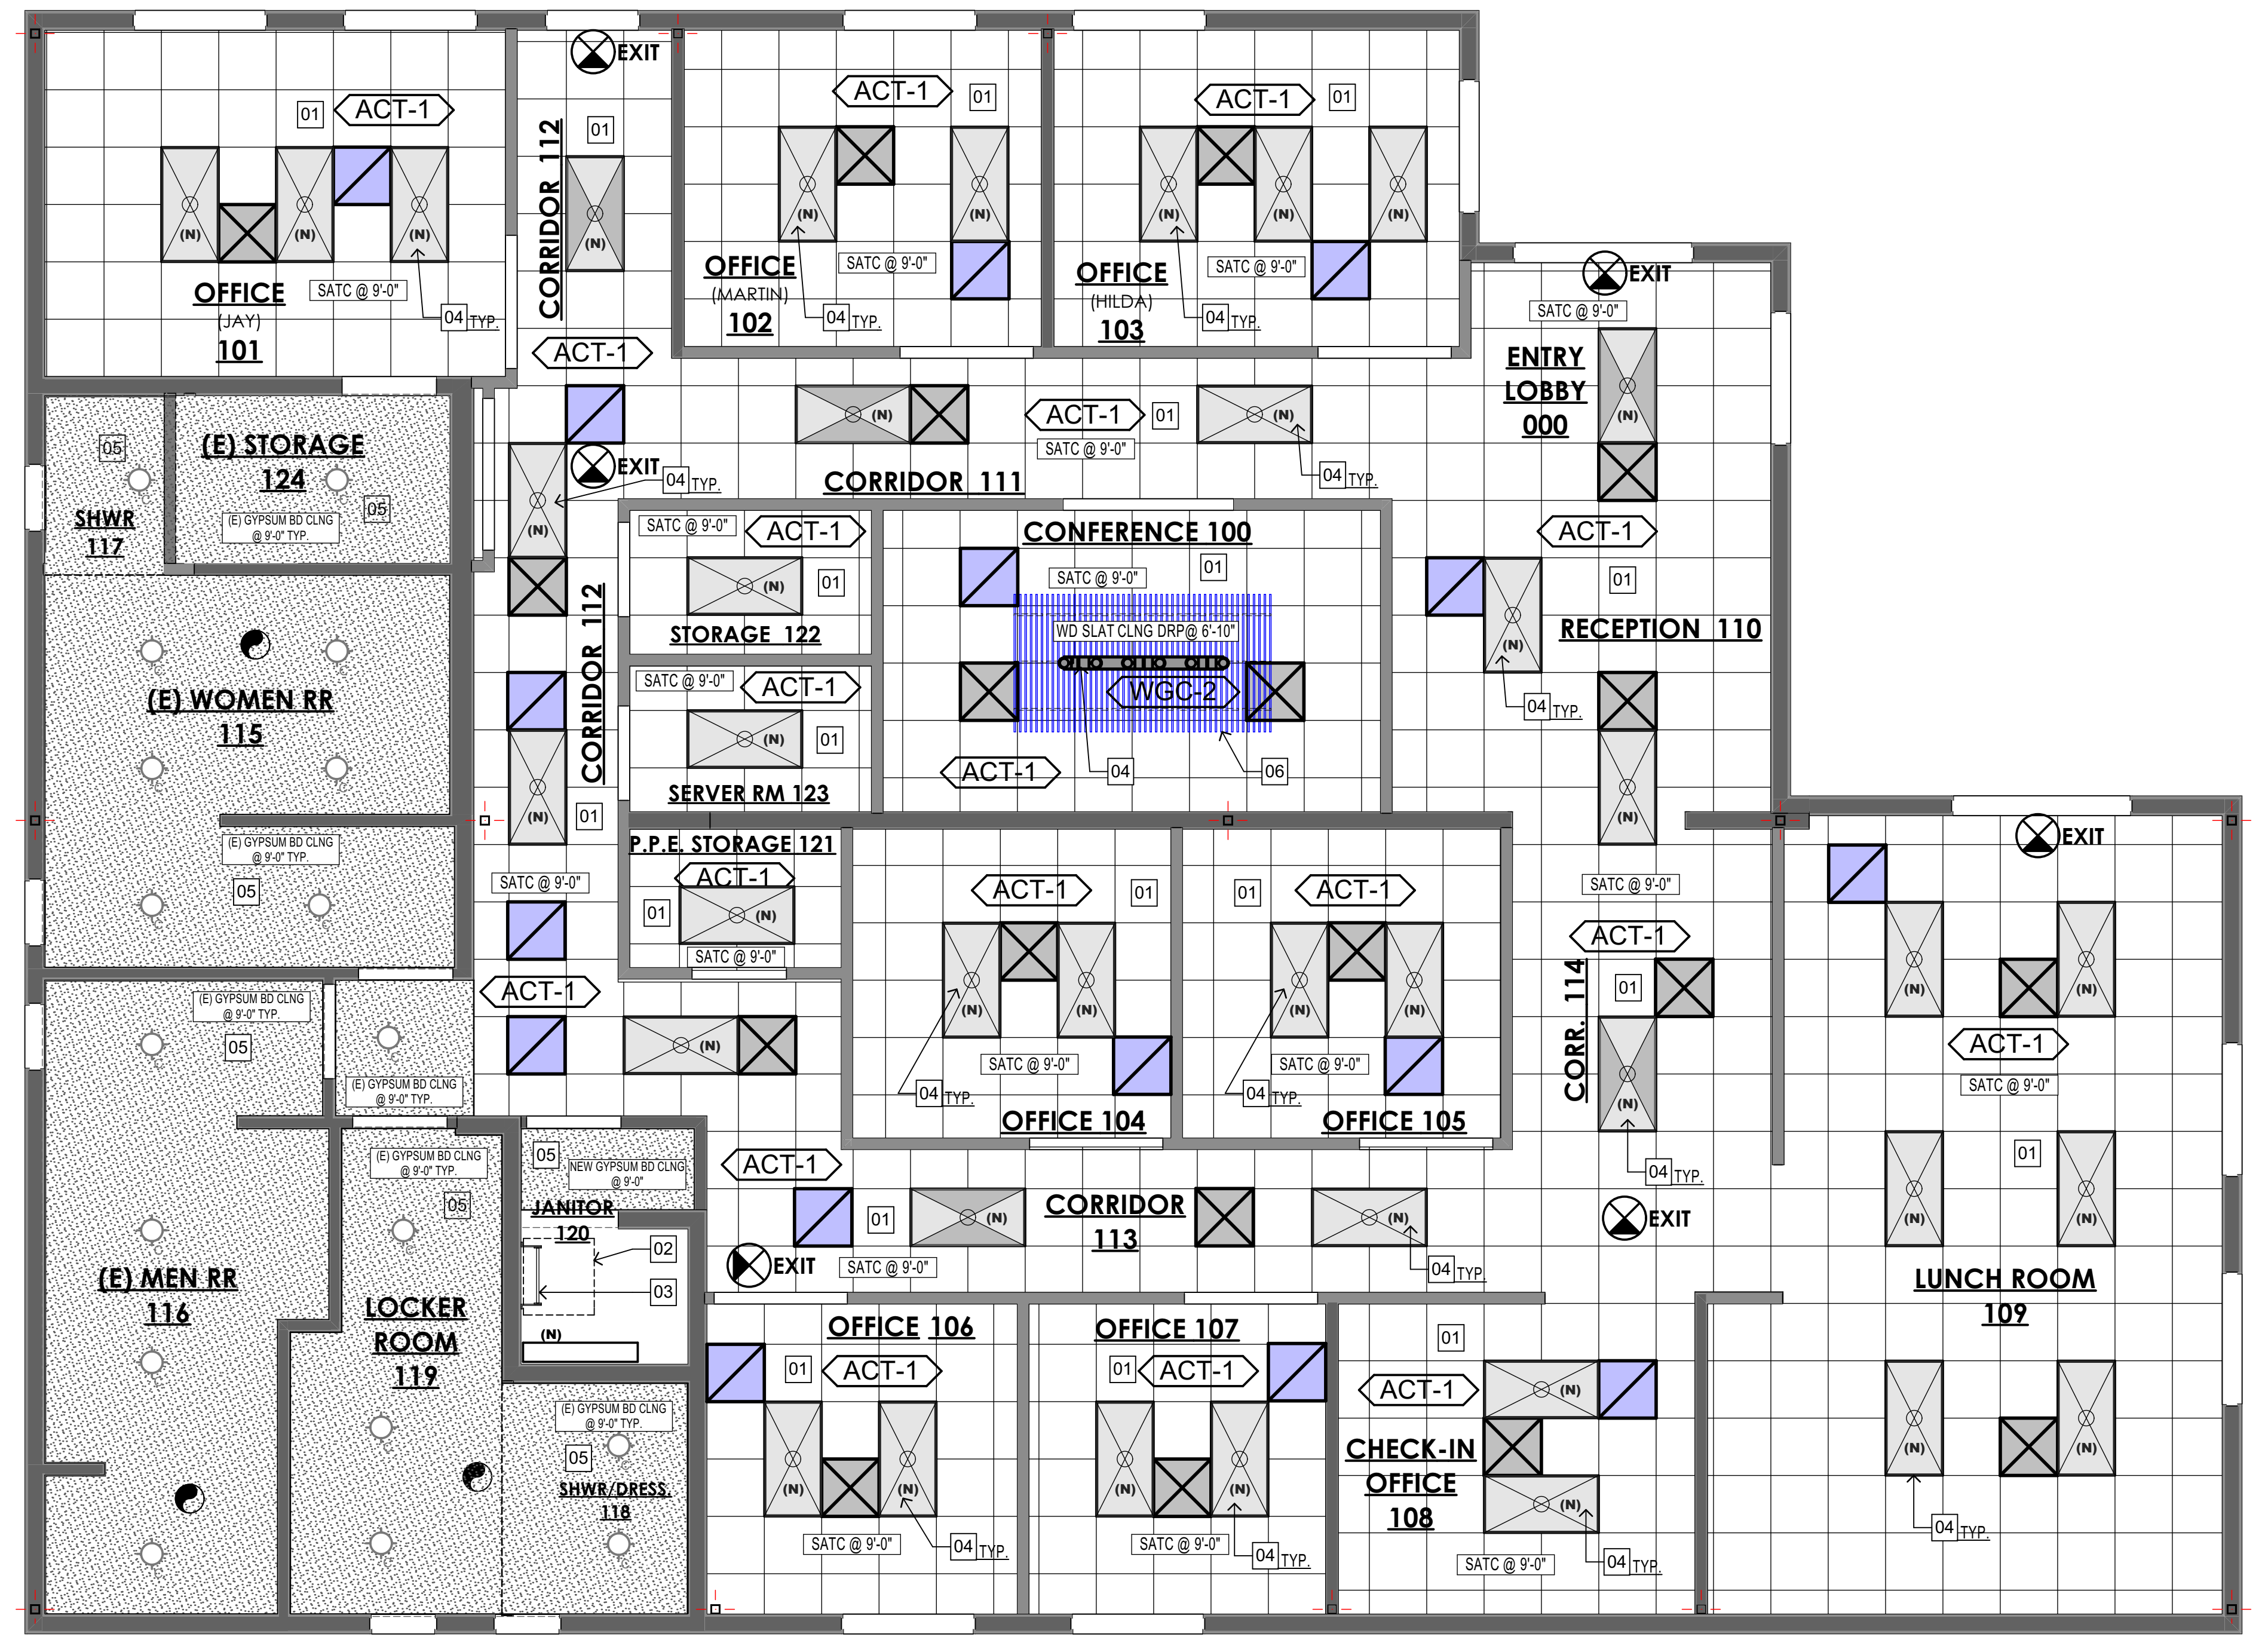 EXIT
ACT-1
01
(N)
(N)
(N)
OFFICE
(JAY)
101
SATC @ 9'-0"
04 TYP.
CORRIDOR 112
01
(N)
ACT-1
ACT-1
01
(N)
(N)
OFFICE
(MARTIN)
102
SATC @ 9'-0"
04 TYP.
ACT-1
01
(N)
(N)
(N)
OFFICE
(HILDA)
103
SATC @ 9'-0"
04 TYP.
EXIT
SATC @ 9'-0"
ENTRY
LOBBY
000
(N)
(N)
ACT-1
01
(N)
SATC @ 9'-0"
04 TYP.
CORRIDOR 111
EXIT
04 TYP.
(N)
05
SHWR
117
(E) STORAGE
124
05
(E) GYPSUM BD CLNG
@ 9'-0" TYP.
SATC @ 9'-0"
ACT-1
(N)
01
STORAGE 122
SATC @ 9'-0"
ACT-1
(N)
01
SERVER RM 123
CONFERENCE 100
01
SATC @ 9'-0"
WD SLAT CLNG DRP@ 6'-10"
WGC-2
ACT-1
04
06
ACT-1
01
RECEPTION 110
(N)
04 TYP.
(N)
(E) WOMEN RR
115
(E) GYPSUM BD CLNG
@ 9'-0" TYP.
05
CORRIDOR 112
(N)
01
SATC @ 9'-0"
ACT-1
(N)
P.P.E. STORAGE 121
ACT-1
01
(N)
SATC @ 9'-0"
ACT-1
01
(N)
(N)
SATC @ 9'-0"
04 TYP.
OFFICE 104
01
ACT-1
(N)
(N)
SATC @ 9'-0"
04 TYP.
OFFICE 105
SATC @ 9'-0"
ACT-1
CORR. 114
01
(N)
04 TYP.
EXIT
EXIT
(N)
(N)
ACT-1
SATC @ 9'-0"
01
(N)
(N)
LUNCH ROOM
109
(N)
(N)
04 TYP.
(E) GYPSUM BD CLNG
@ 9'-0" TYP.
05
(E) GYPSUM BD CLNG
@ 9'-0" TYP.
(E) MEN RR
116
(E) GYPSUM BD CLNG
@ 9'-0" TYP.
05
LOCKER
ROOM
119
05
NEW GYPSUM BD CLNG
@ 9'-0"
JANITOR
120
02
03
(N)
(E) GYPSUM BD CLNG
@ 9'-0" TYP.
05
SHWR/DRESS.
118
ACT-1
01
(N)
CORRIDOR
113
(N)
04 TYP.
EXIT
SATC @ 9'-0"
OFFICE 106
01
ACT-1
(N)
(N)
SATC @ 9'-0"
04 TYP.
OFFICE 107
01
ACT-1
(N)
(N)
SATC @ 9'-0"
04 TYP.
01
ACT-1
(N)
CHECK-IN
OFFICE
108
(N)
SATC @ 9'-0"
04 TYP.